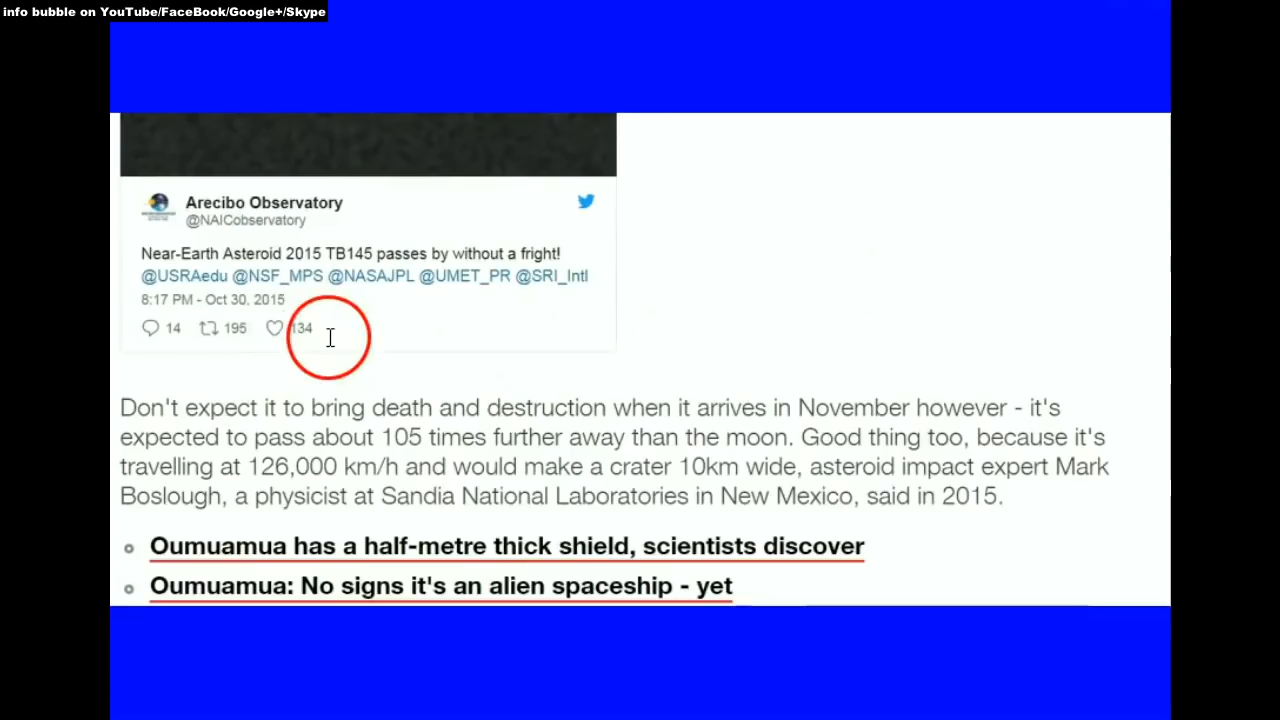 info bubble on YouTube/FaceBook/Google+/Skype
Arecibo Observatory
@NAICobservatory
Near-Earth Asteroid 2015 TB145 passes by without a fright!
@USRAedu @NSF_MPS @NASAJPL @UMET_PR @SRI_Intl
8:17 PM - Oct 30, 2015
14 195 134
Don't expect it to bring death and destruction when it arrives in November however - it's
expected to pass about 105 times further away than the moon. Good thing too, because it's
travelling at 126,000 km/h and would make a crater 10km wide, asteroid impact expert Mark
Boslough, a physicist at Sandia National Laboratories in New Mexico, said in 2015.
Oumuamua has a half-metre thick shield, scientists discover
Oumuamua: No signs it's an alien spaceship - yet